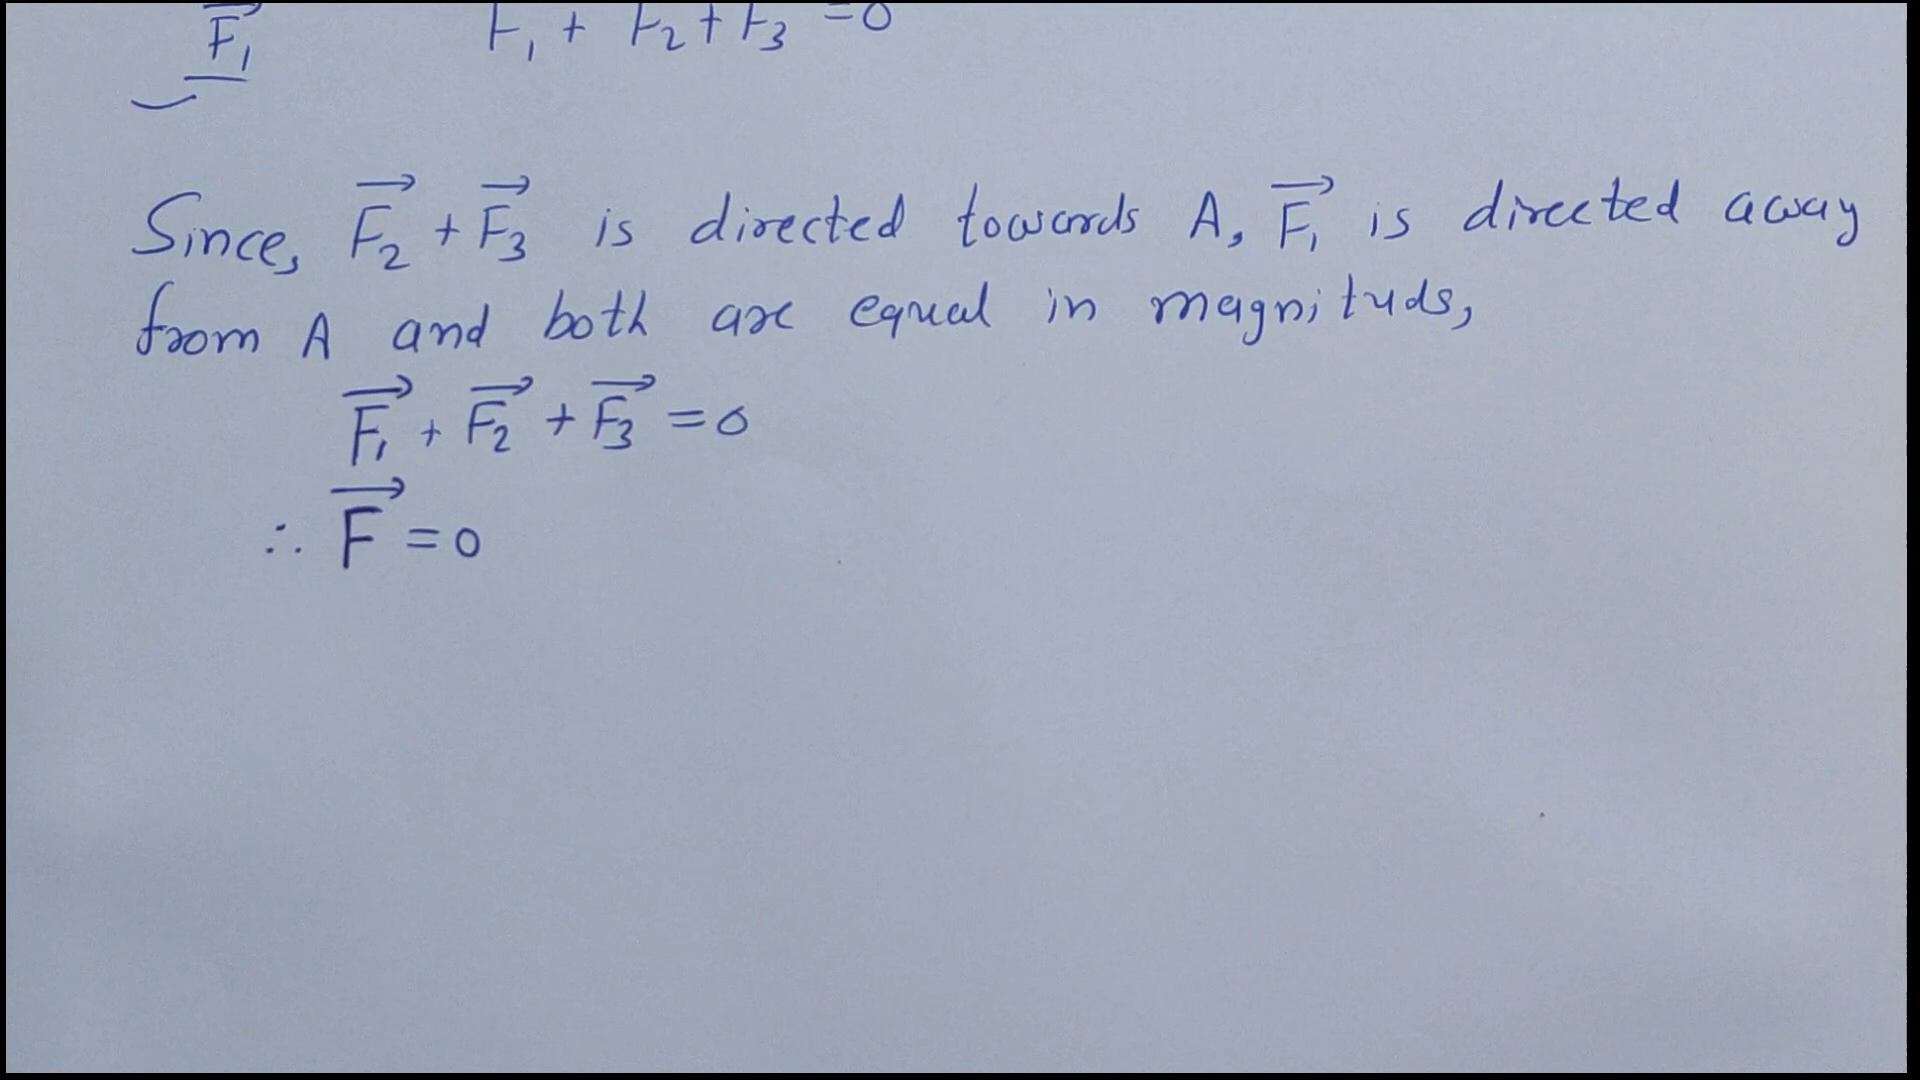 F₁⃗ F₁ + F₂ + F₃ = 0
Since, F₂⃗ + F₃⃗ is directed towards A, F₁⃗ is directed away
from A and both are equal in magnituds,
F₁⃗ + F₂⃗ + F₃⃗ = 0
∴ F⃗ = 0